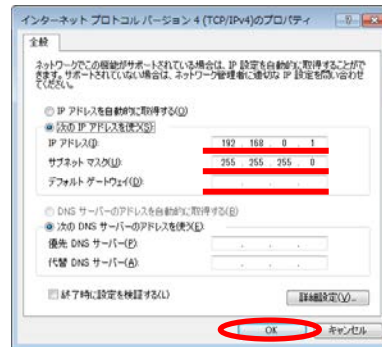 インターネット プロトコル バージョン 4 (TCP/IPv4)のプロパティ
全般
ネットワークでこの機能がサポートされている場合は、IP 設定を自動的に取得することがで
きます。サポートされていない場合は、ネットワーク管理者に適切な IP 設定を問い合わせ
てください。
IP アドレスを自動的に取得する(O)
次の IP アドレスを使う(S):
IP アドレス(I): 192 . 168 . 0 . 1
サブネット マスク(U): 255 . 255 . 255 . 0
デフォルト ゲートウェイ(D): . . .
DNS サーバーのアドレスを自動的に取得する(B)
次の DNS サーバーのアドレスを使う(E):
優先 DNS サーバー(P): . . .
代替 DNS サーバー(A): . . .
終了時に設定を検証する(L)
詳細設定(V)...
OK キャンセル